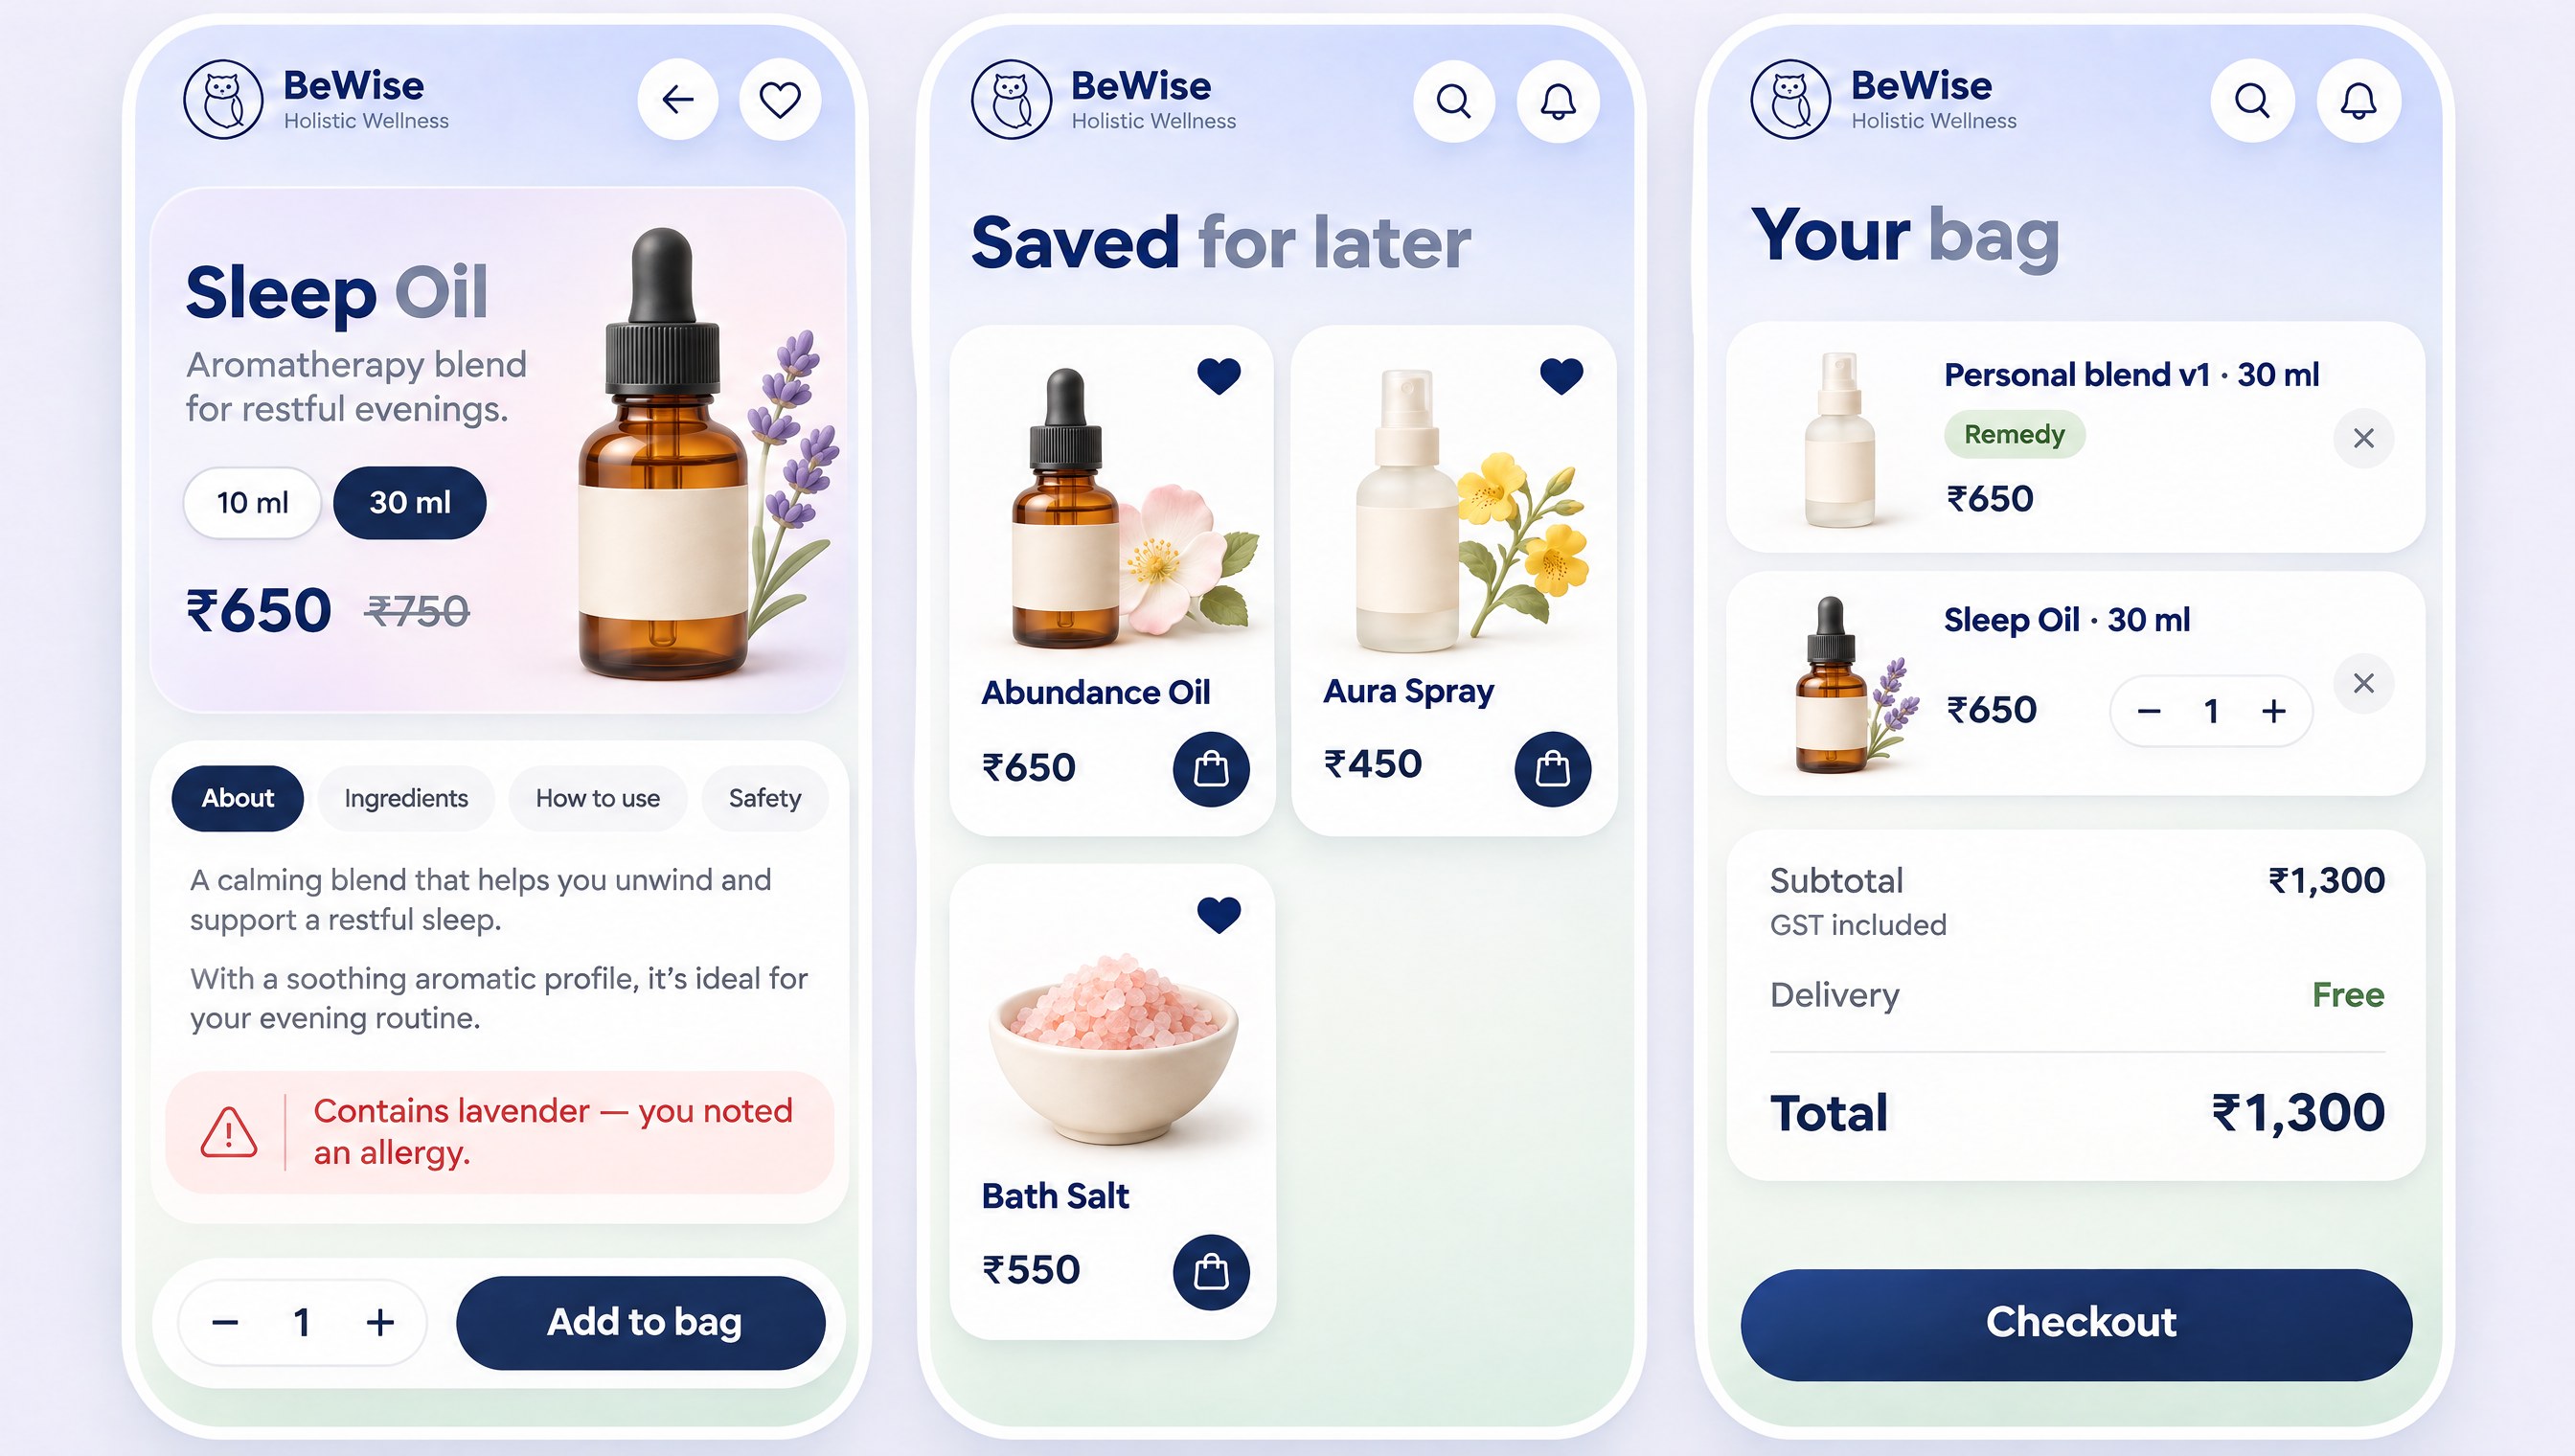 BeWise
Holistic Wellness
Sleep Oil
Aromatherapy blend
for restful evenings.
10 ml
30 ml
₹650 ₹750
About
Ingredients
How to use
Safety
A calming blend that helps you unwind and
support a restful sleep.
With a soothing aromatic profile, it’s ideal for
your evening routine.
Contains lavender — you noted
an allergy.
1
Add to bag
BeWise
Holistic Wellness
Saved for later
Abundance Oil
₹650
Aura Spray
₹450
Bath Salt
₹550
BeWise
Holistic Wellness
Your bag
Personal blend v1 · 30 ml
Remedy
₹650
Sleep Oil · 30 ml
₹650
1
Subtotal ₹1,300
GST included
Delivery Free
Total ₹1,300
Checkout